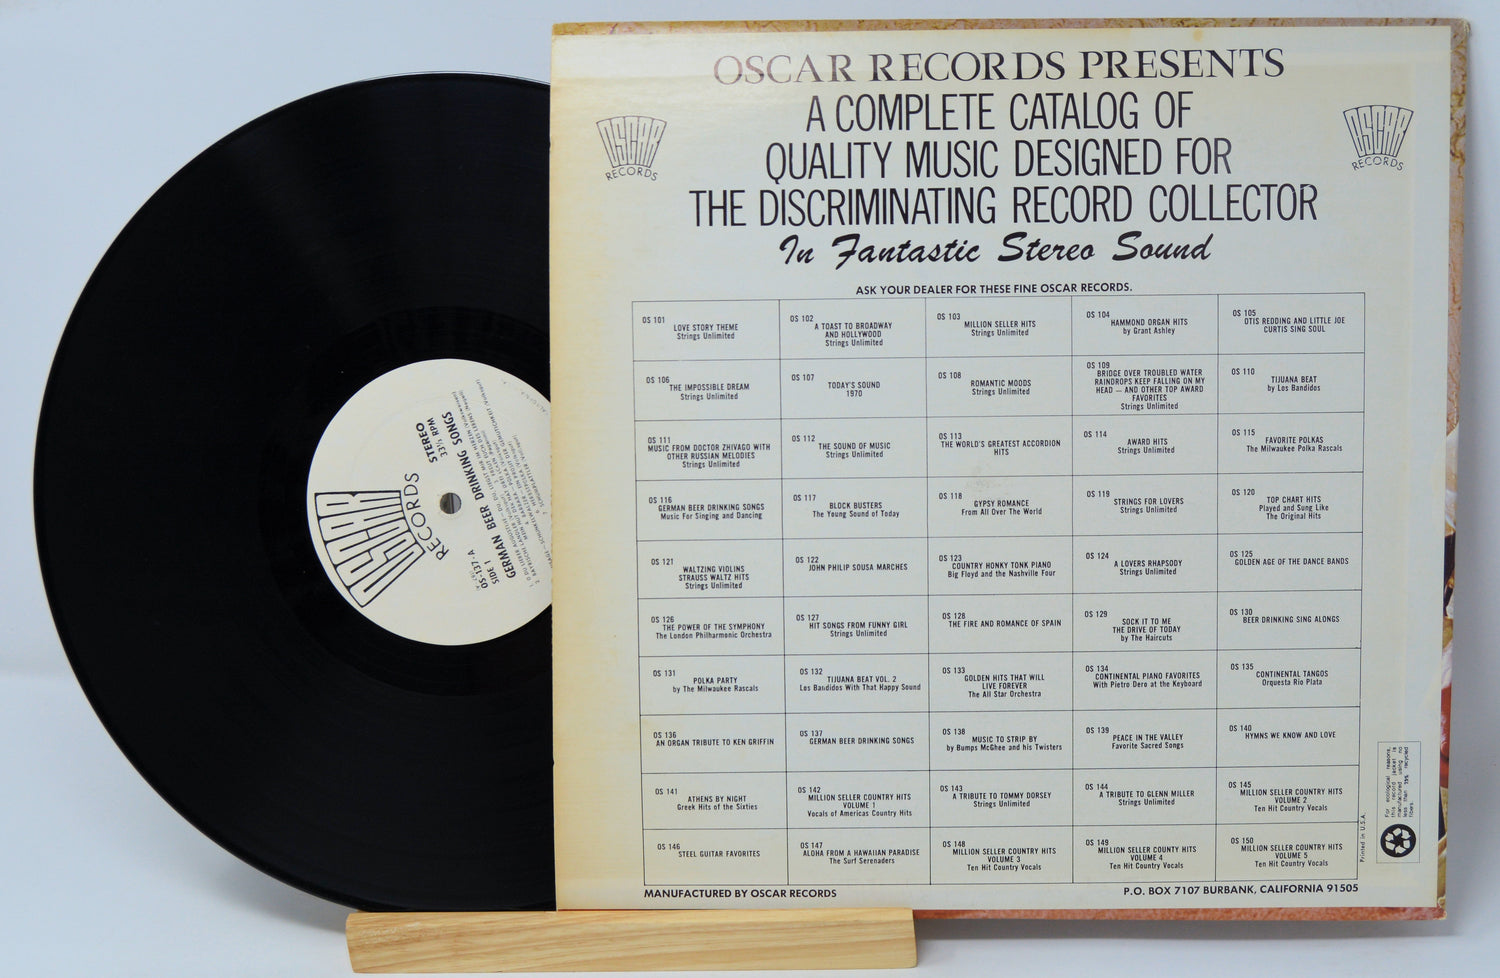 OSCAR RECORDS PRESENTS
A COMPLETE CATALOG OF
QUALITY MUSIC DESIGNED FOR
THE DISCRIMINATING RECORD COLLECTOR
In Fantastic Stereo Sound
OSCAR
RECORDS
OSCAR
RECORDS
ASK YOUR DEALER FOR THESE FINE OSCAR RECORDS.
OS 101
LOVE STORY THEME
Strings Unlimited
OS 102
A TOAST TO BROADWAY
AND HOLLYWOOD
Strings Unlimited
OS 103
MILLION SELLER HITS
Strings Unlimited
OS 104
HAMMOND ORGAN HITS
by Grant Ashley
OS 105
OTIS REDDING AND LITTLE JOE
CURTIS SING SOUL
OS 106
THE IMPOSSIBLE DREAM
Strings Unlimited
OS 107
TODAY'S SOUND
1970
OS 108
ROMANTIC MOODS
Strings Unlimited
OS 109
BRIDGE OVER TROUBLED WATER
RAINDROPS KEEP FALLING ON MY
HEAD — AND OTHER TOP AWARD
FAVORITES
Strings Unlimited
OS 110
TIJUANA BEAT
by Los Bandidos
OS 111
MUSIC FROM DOCTOR ZHIVAGO WITH
OTHER RUSSIAN MELODIES
Strings Unlimited
OS 112
THE SOUND OF MUSIC
Strings Unlimited
OS 113
THE WORLD'S GREATEST ACCORDION
HITS
OS 114
AWARD HITS
Strings Unlimited
OS 115
FAVORITE POLKAS
The Milwaukee Polka Rascals
OS 116
GERMAN BEER DRINKING SONGS
Music For Singing and Dancing
OS 117
BLOCK BUSTERS
The Young Sound of Today
OS 118
GYPSY ROMANCE
From All Over The World
OS 119
STRINGS FOR LOVERS
Strings Unlimited
OS 120
TOP CHART HITS
Played and Sung Like
The Original Hits
OS 121
WALTZING VIOLINS
STRAUSS WALTZ HITS
Strings Unlimited
OS 122
JOHN PHILIP SOUSA MARCHES
OS 123
COUNTRY HONKY TONK PIANO
Big Floyd and the Nashville Four
OS 124
A LOVERS RHAPSODY
Strings Unlimited
OS 125
GOLDEN AGE OF THE DANCE BANDS
OS 126
THE POWER OF THE SYMPHONY
The London Philharmonic Orchestra
OS 127
HIT SONGS FROM FUNNY GIRL
Strings Unlimited
OS 128
THE FIRE AND ROMANCE OF SPAIN
OS 129
SOCK IT TO ME
THE DRIVE OF TODAY
by The Haircuts
OS 130
BEER DRINKING SING ALONGS
OS 131
POLKA PARTY
by The Milwaukee Rascals
OS 132
TIJUANA BEAT VOL. 2
Los Bandidos With That Happy Sound
OS 133
GOLDEN HITS THAT WILL
LIVE FOREVER
The All Star Orchestra
OS 134
CONTINENTAL PIANO FAVORITES
With Pietro Dero at the Keyboard
OS 135
CONTINENTAL TANGOS
Orquesta Rio Plata
OS 136
AN ORGAN TRIBUTE TO KEN GRIFFIN
OS 137
GERMAN BEER DRINKING SONGS
OS 138
MUSIC TO STRIP BY
by Bumps McGhee and his Twisters
OS 139
PEACE IN THE VALLEY
Favorite Sacred Songs
OS 140
HYMNS WE KNOW AND LOVE
OS 141
ATHENS BY NIGHT
Greek Hits of the Sixties
OS 142
MILLION SELLER COUNTRY HITS
VOLUME 1
Vocals of Americas Country Hits
OS 143
A TRIBUTE TO TOMMY DORSEY
Strings Unlimited
OS 144
A TRIBUTE TO GLENN MILLER
Strings Unlimited
OS 145
MILLION SELLER COUNTRY HITS
VOLUME 2
Ten Hit Country Vocals
OS 146
STEEL GUITAR FAVORITES
OS 147
ALOHA FROM A HAWAIIAN PARADISE
The Surf Serenaders
OS 148
MILLION SELLER COUNTRY HITS
VOLUME 3
Ten Hit Country Vocals
OS 149
MILLION SELLER COUNTY HITS
VOLUME 4
Ten Hit Country Vocals
OS 150
MILLION SELLER COUNTRY HITS
VOLUME 5
Ten Hit Country Vocals
MANUFACTURED BY OSCAR RECORDS
P.O. BOX 7107 BURBANK, CALIFORNIA 91505
Printed in U.S.A.
For ecological reasons,
this record jacket is
manufactured using no
less than 75% recycled
fibes.
OSCAR
RECORDS
STEREO
33⅓ RPM
GERMAN BEER DRINKING SONGS
SIDE 1
OS-137-A